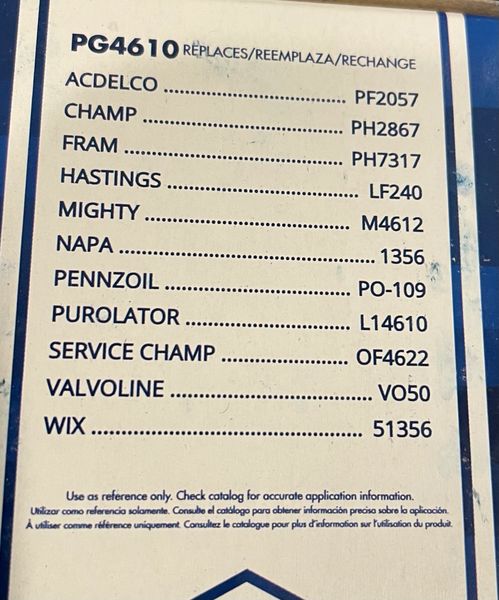 PG4610 REPLACES/REEMPLAZA/RECHANGE
ACDELCO ........................................ PF2057
CHAMP ........................................ PH2867
FRAM ........................................ PH7317
HASTINGS ........................................ LF240
MIGHTY ........................................ M4612
NAPA ........................................ 1356
PENNZOIL ........................................ PO-109
PUROLATOR ........................................ L14610
SERVICE CHAMP ........................................ OF4622
VALVOLINE ........................................ VO50
WIX ........................................ 51356
Use as reference only. Check catalog for accurate application information.
Utilizar como referencia solamente. Consulte el catálogo para obtener información precisa sobre la aplicación.
À utiliser comme référence uniquement. Consultez le catalogue pour plus d'information sur l'utilisation du produit.